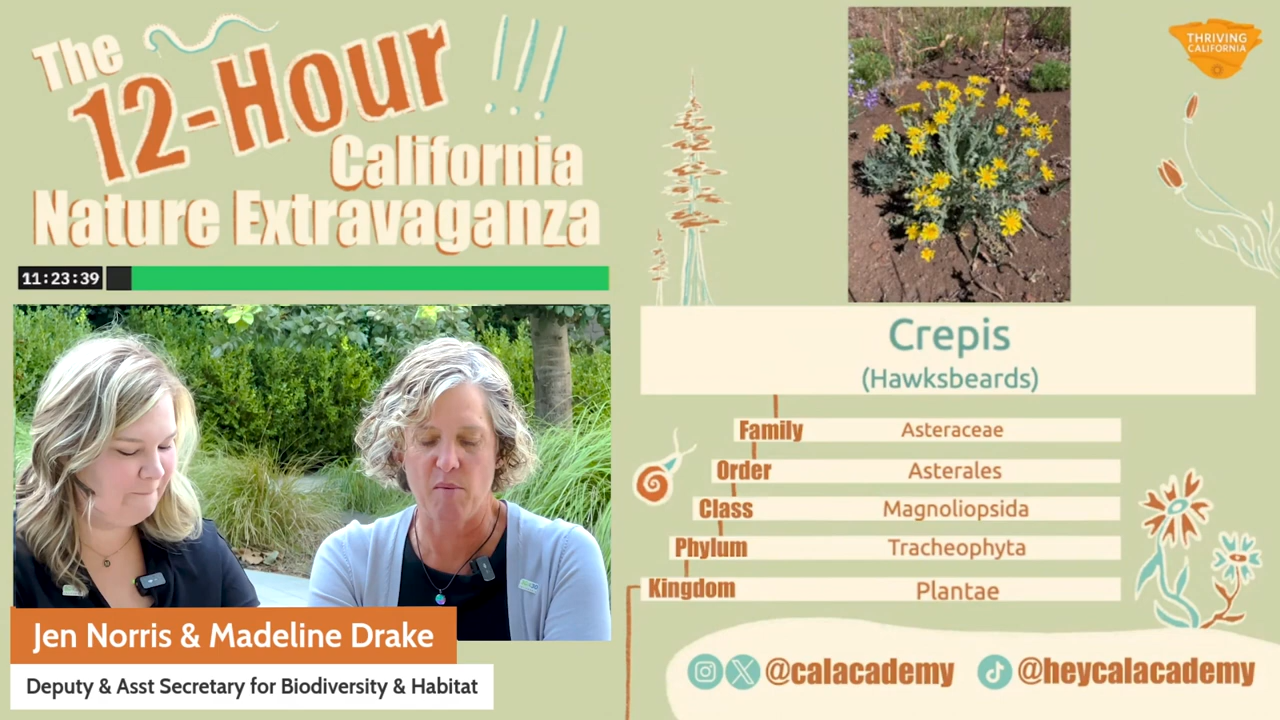 The
12-Hour !!!
California
Nature Extravaganza
11:23:39
Jen Norris & Madeline Drake
Deputy & Asst Secretary for Biodiversity & Habitat
THRIVING
CALIFORNIA
Crepis
(Hawksbeards)
Family Asteraceae
Order Asterales
Class Magnoliopsida
Phylum Tracheophyta
Kingdom Plantae
@calacademy @heycalacademy